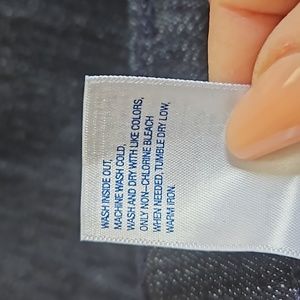 WASH INSIDE OUT,
MACHINE WASH COLD,
WASH AND DRY WITH LIKE COLORS,
ONLY NON-CHLORINE BLEACH
WHEN NEEDED, TUMBLE DRY LOW,
WARM IRON.